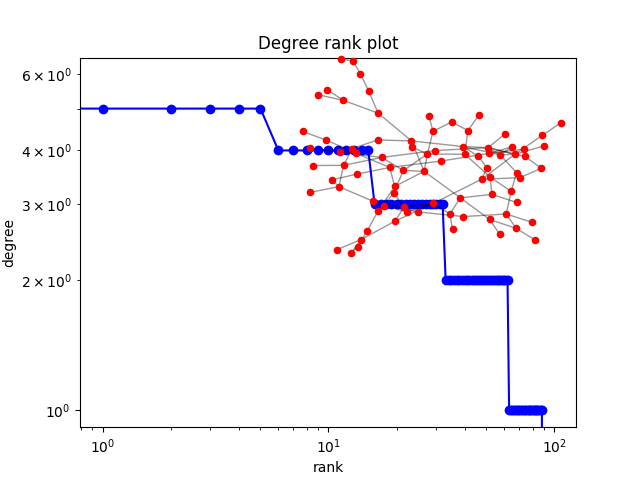 Degree rank plot
degree
6 × 10⁰
4 × 10⁰
3 × 10⁰
2 × 10⁰
10⁰
10⁰
10¹
10²
rank